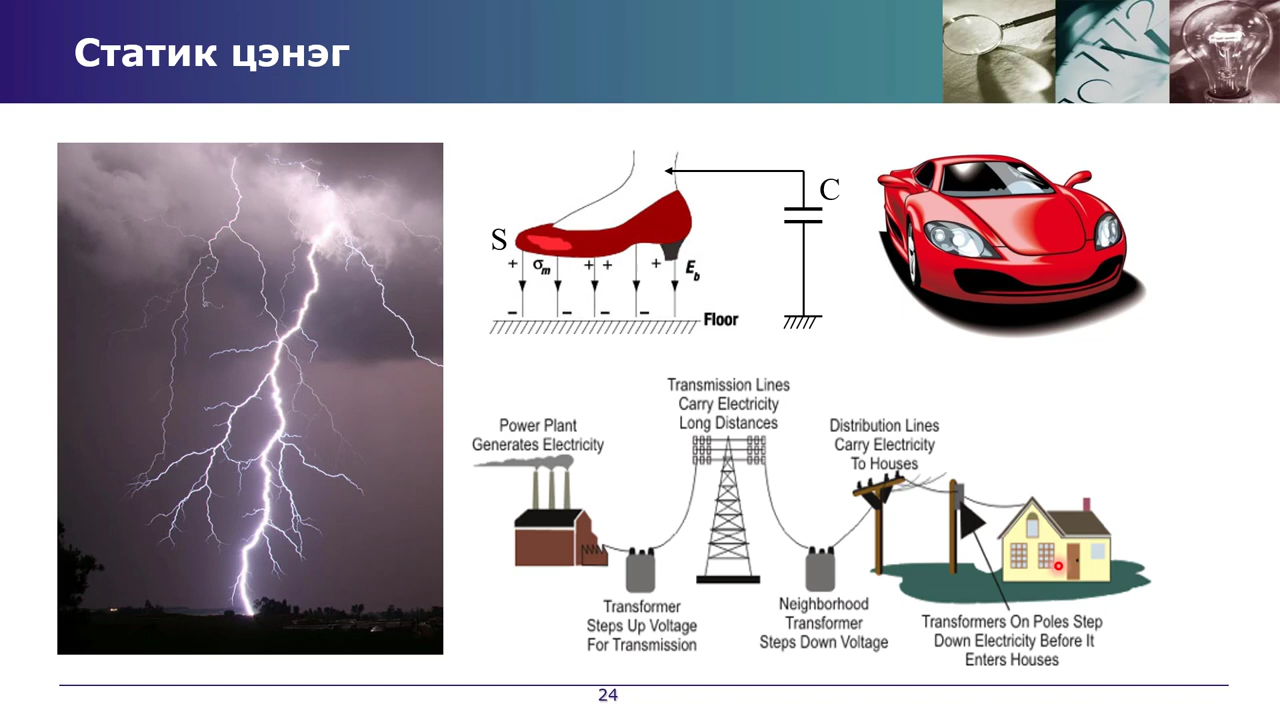 Статик цэнэг
C
S
+ σm + + + Eb
– – – –
Floor
Transmission Lines
Carry Electricity
Long Distances
Power Plant
Generates Electricity
Distribution Lines
Carry Electricity
To Houses
Transformer
Steps Up Voltage
For Transmission
Neighborhood
Transformer
Steps Down Voltage
Transformers On Poles Step
Down Electricity Before It
Enters Houses
24